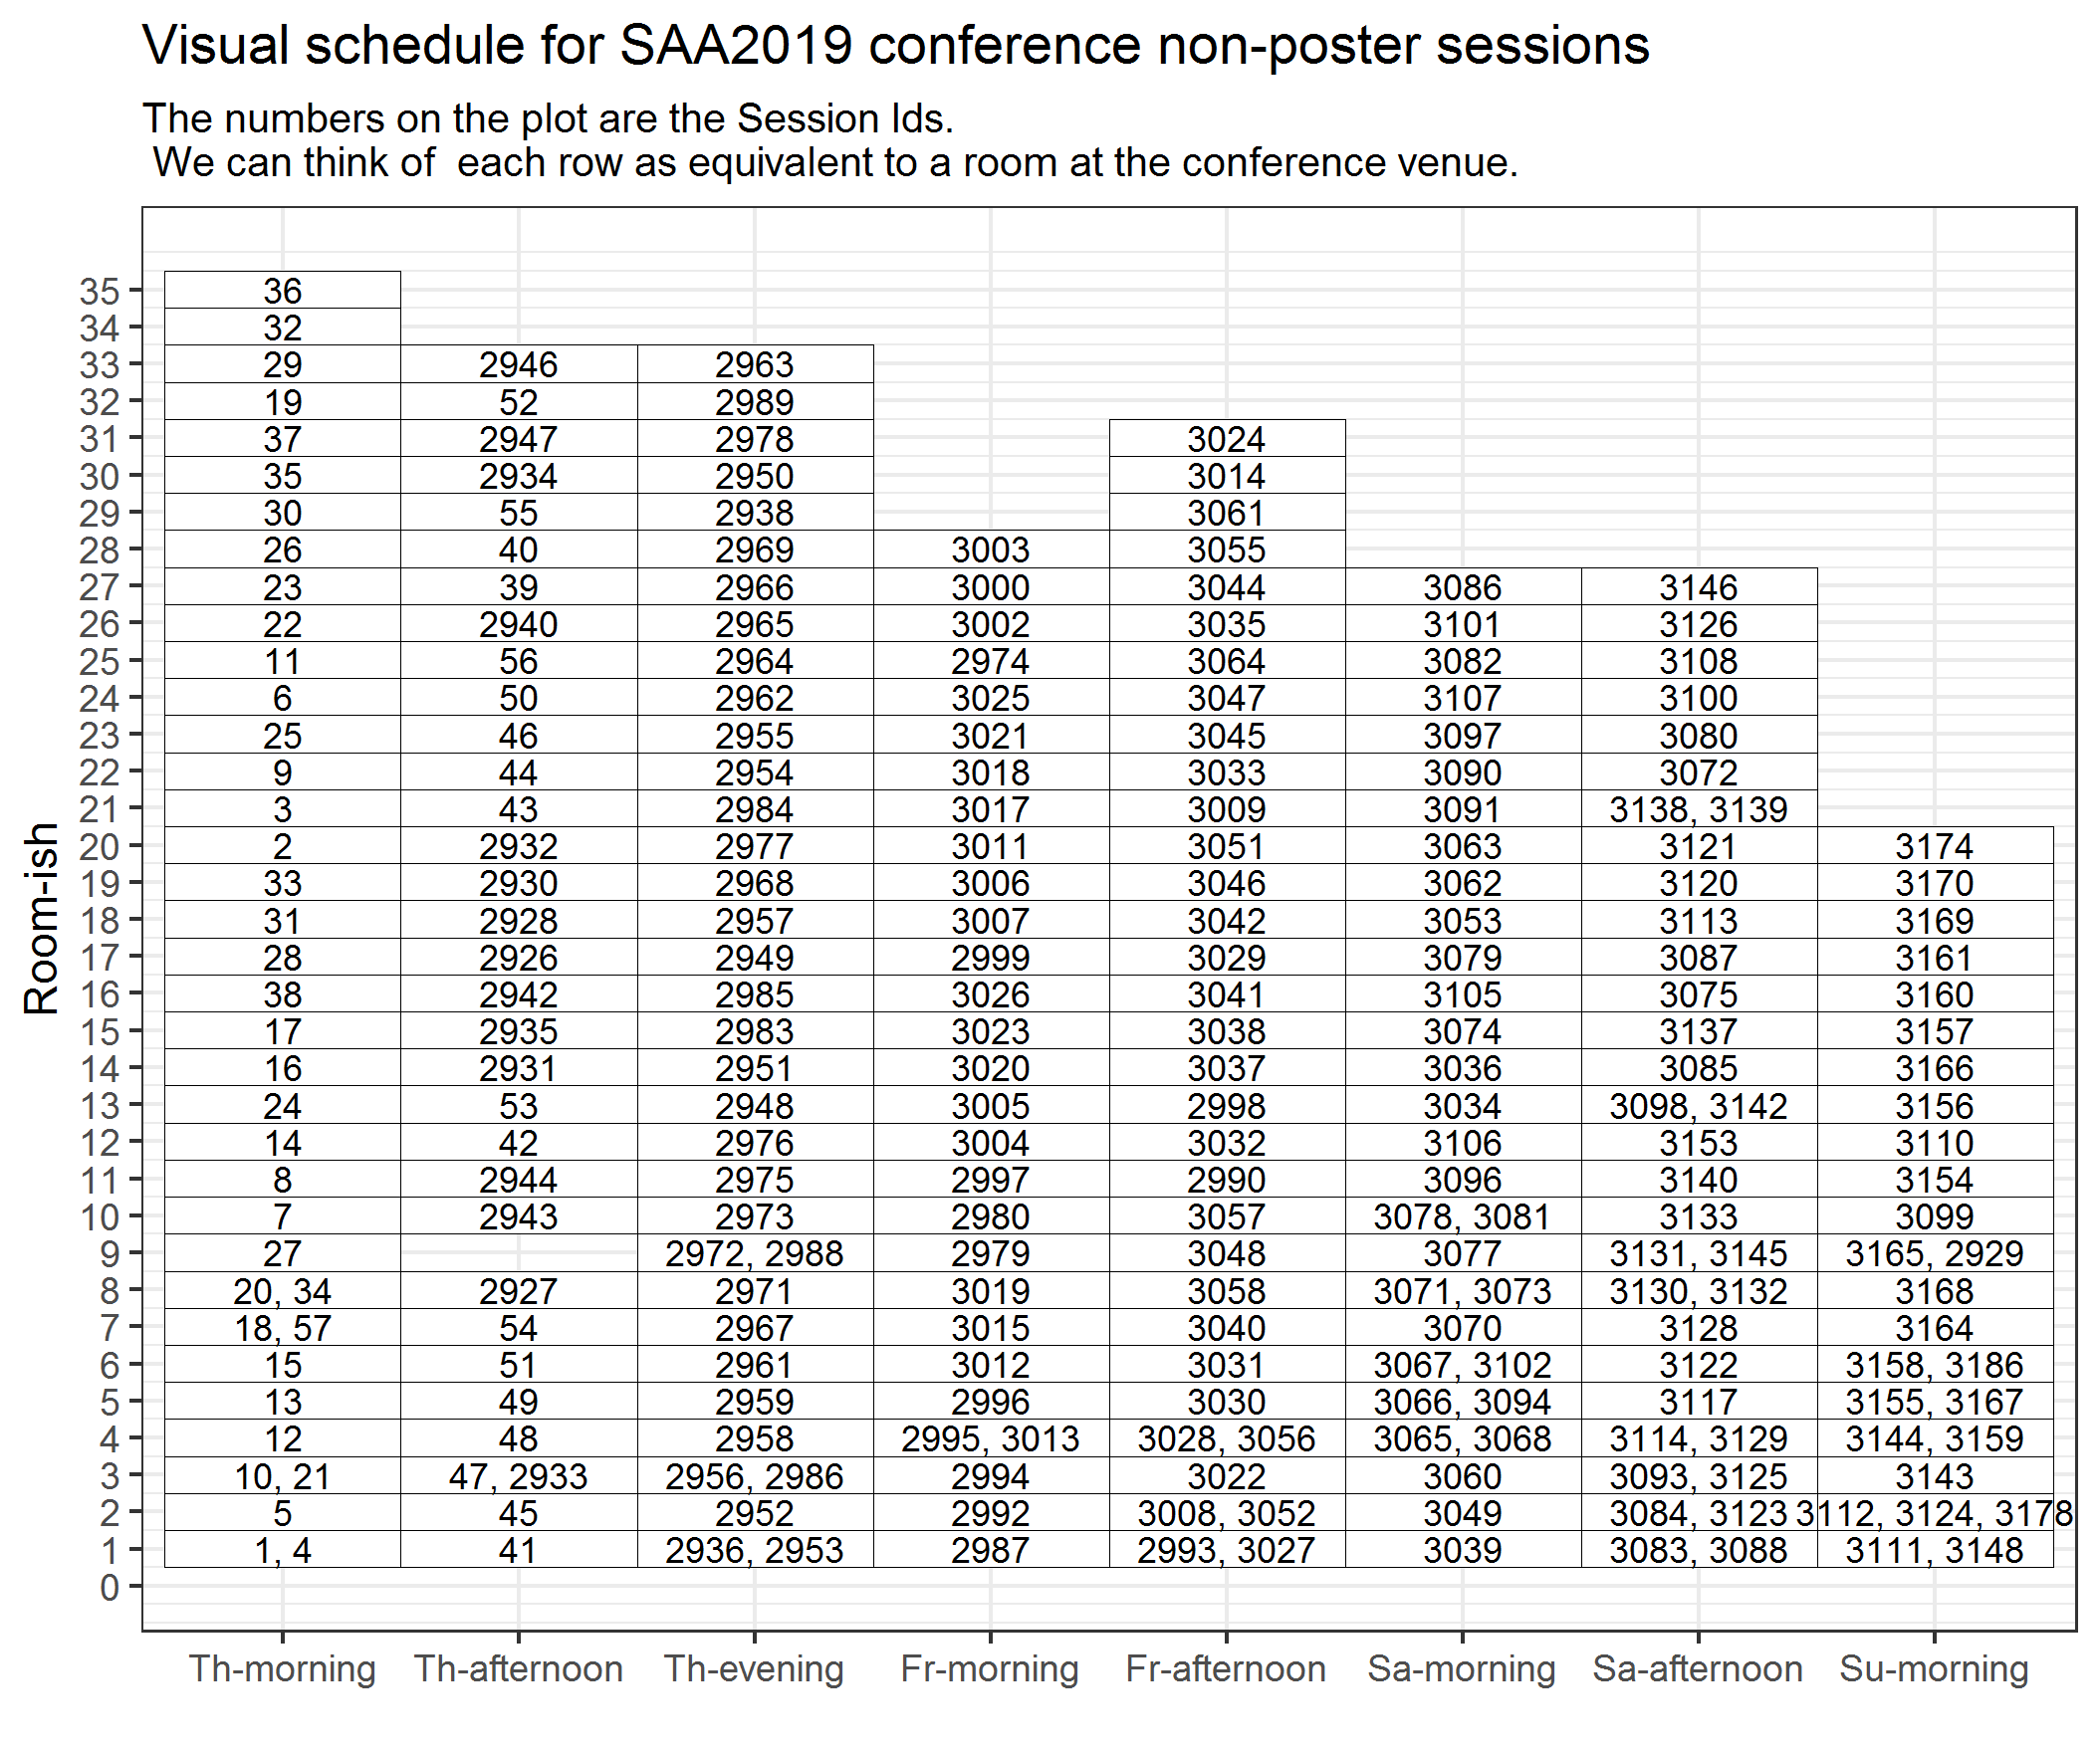 Visual schedule for SAA2019 conference non-poster sessions
The numbers on the plot are the Session Ids.
We can think of  each row as equivalent to a room at the conference venue.
Room-ish
35 36
34 32
33 29 2946 2963
32 19 52 2989
31 37 2947 2978 3024
30 35 2934 2950 3014
29 30 55 2938 3061
28 26 40 2969 3003 3055
27 23 39 2966 3000 3044 3086 3146
26 22 2940 2965 3002 3035 3101 3126
25 11 56 2964 2974 3064 3082 3108
24 6 50 2962 3025 3047 3107 3100
23 25 46 2955 3021 3045 3097 3080
22 9 44 2954 3018 3033 3090 3072
21 3 43 2984 3017 3009 3091 3138, 3139
20 2 2932 2977 3011 3051 3063 3121 3174
19 33 2930 2968 3006 3046 3062 3120 3170
18 31 2928 2957 3007 3042 3053 3113 3169
17 28 2926 2949 2999 3029 3079 3087 3161
16 38 2942 2985 3026 3041 3105 3075 3160
15 17 2935 2983 3023 3038 3074 3137 3157
14 16 2931 2951 3020 3037 3036 3085 3166
13 24 53 2948 3005 2998 3034 3098, 3142 3156
12 14 42 2976 3004 3032 3106 3153 3110
11 8 2944 2975 2997 2990 3096 3140 3154
10 7 2943 2973 2980 3057 3078, 3081 3133 3099
9 27 2972, 2988 2979 3048 3077 3131, 3145 3165, 2929
8 20, 34 2927 2971 3019 3058 3071, 3073 3130, 3132 3168
7 18, 57 54 2967 3015 3040 3070 3128 3164
6 15 51 2961 3012 3031 3067, 3102 3122 3158, 3186
5 13 49 2959 2996 3030 3066, 3094 3117 3155, 3167
4 12 48 2958 2995, 3013 3028, 3056 3065, 3068 3114, 3129 3144, 3159
3 10, 21 47, 2933 2956, 2986 2994 3022 3060 3093, 3125 3143
2 5 45 2952 2992 3008, 3052 3049 3084, 3123 3112, 3124, 3178
1 1, 4 41 2936, 2953 2987 2993, 3027 3039 3083, 3088 3111, 3148
0
Th-morning Th-afternoon Th-evening Fr-morning Fr-afternoon Sa-morning Sa-afternoon Su-morning